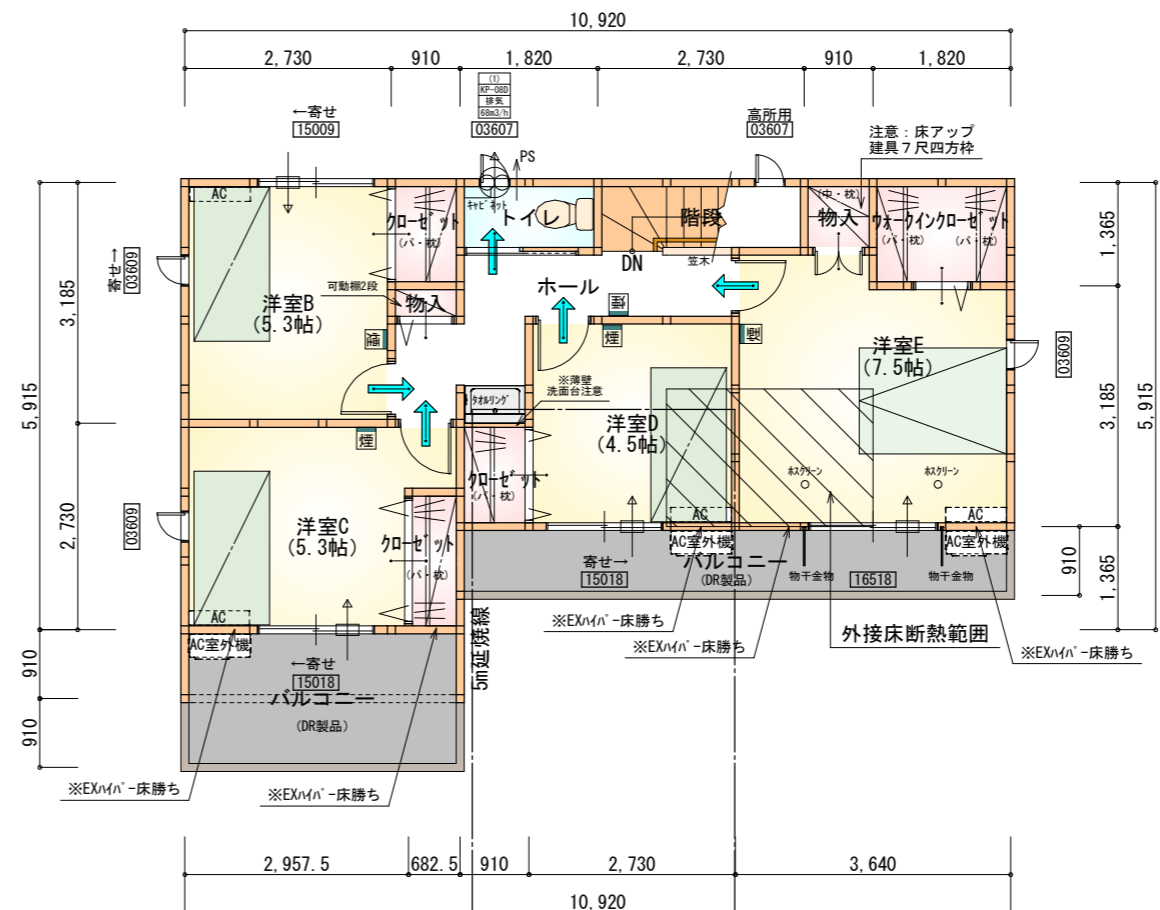 10,920
2,730
910
1,820
2,730
910
1,820
(1)
KP-08D
排気
68m3/h
←寄せ
15009
03607
高所用
03607
注意：床アップ
建具７尺四方枠
PS
AC
キャビネット
トイレ
階段
(中・枕)
物入
クローゼット
(パ・枕)
ウォークインクローゼット
(パ・枕)
(パ・枕)
1,365
3,185
5,915
寄せ→
03609
3,185
5,915
2,730
910
910
03609
DN
笠木
ホール
可動棚2段
物入
煙
洋室B
(5.3帖)
煙
煙
煙
洋室E
(7.5帖)
03609
※薄壁
洗面台注意
タオルリング
洋室D
(4.5帖)
煙
クローゼット
(パ・枕)
ホスクリーン
ホスクリーン
洋室C
(5.3帖)
クローゼット
(パ・枕)
AC
AC
AC室外機
AC室外機
寄せ→
15018
バルコニー
(DR製品)
物干金物
16518
物干金物
910
1,365
AC
AC室外機
←寄せ
15018
バルコニー
(DR製品)
5m延焼線
※EXハイパー床勝ち
※EXハイパー床勝ち
外接床断熱範囲
※EXハイパー床勝ち
※EXハイパー床勝ち
※EXハイパー床勝ち
2,957.5
682.5
910
2,730
3,640
10,920